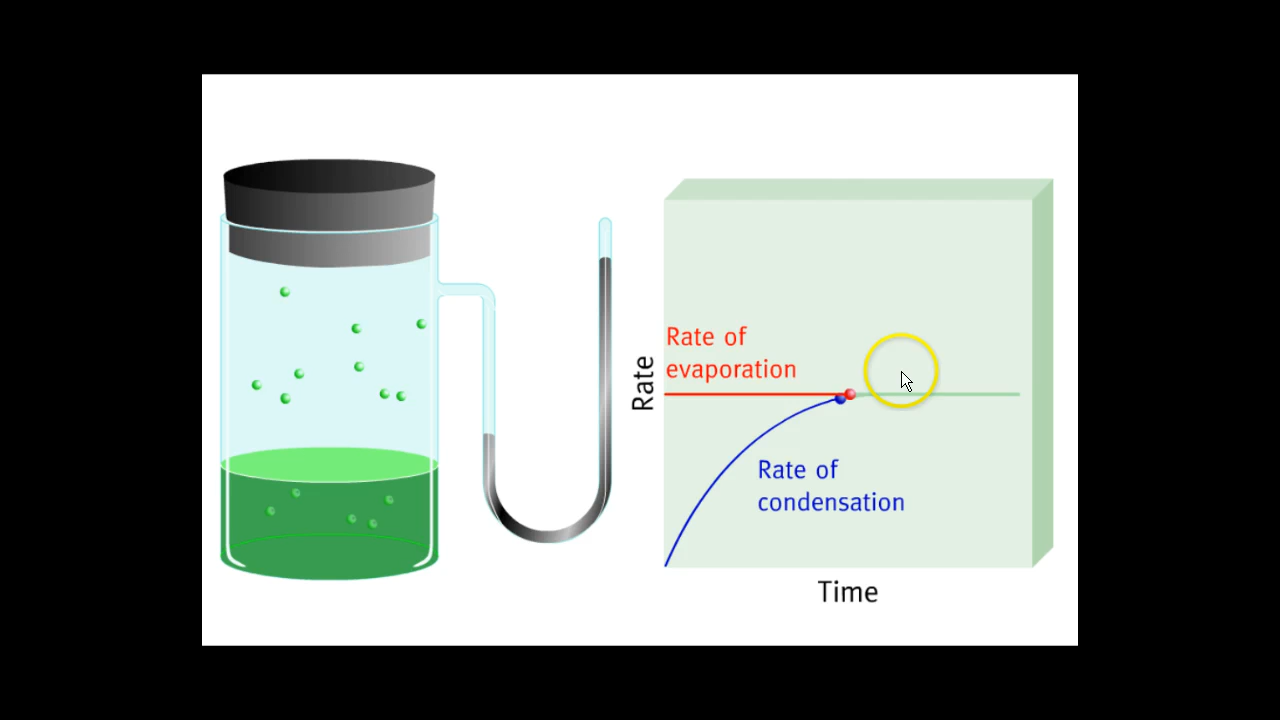 Rate of
evaporation
Rate
Rate of
condensation
Time